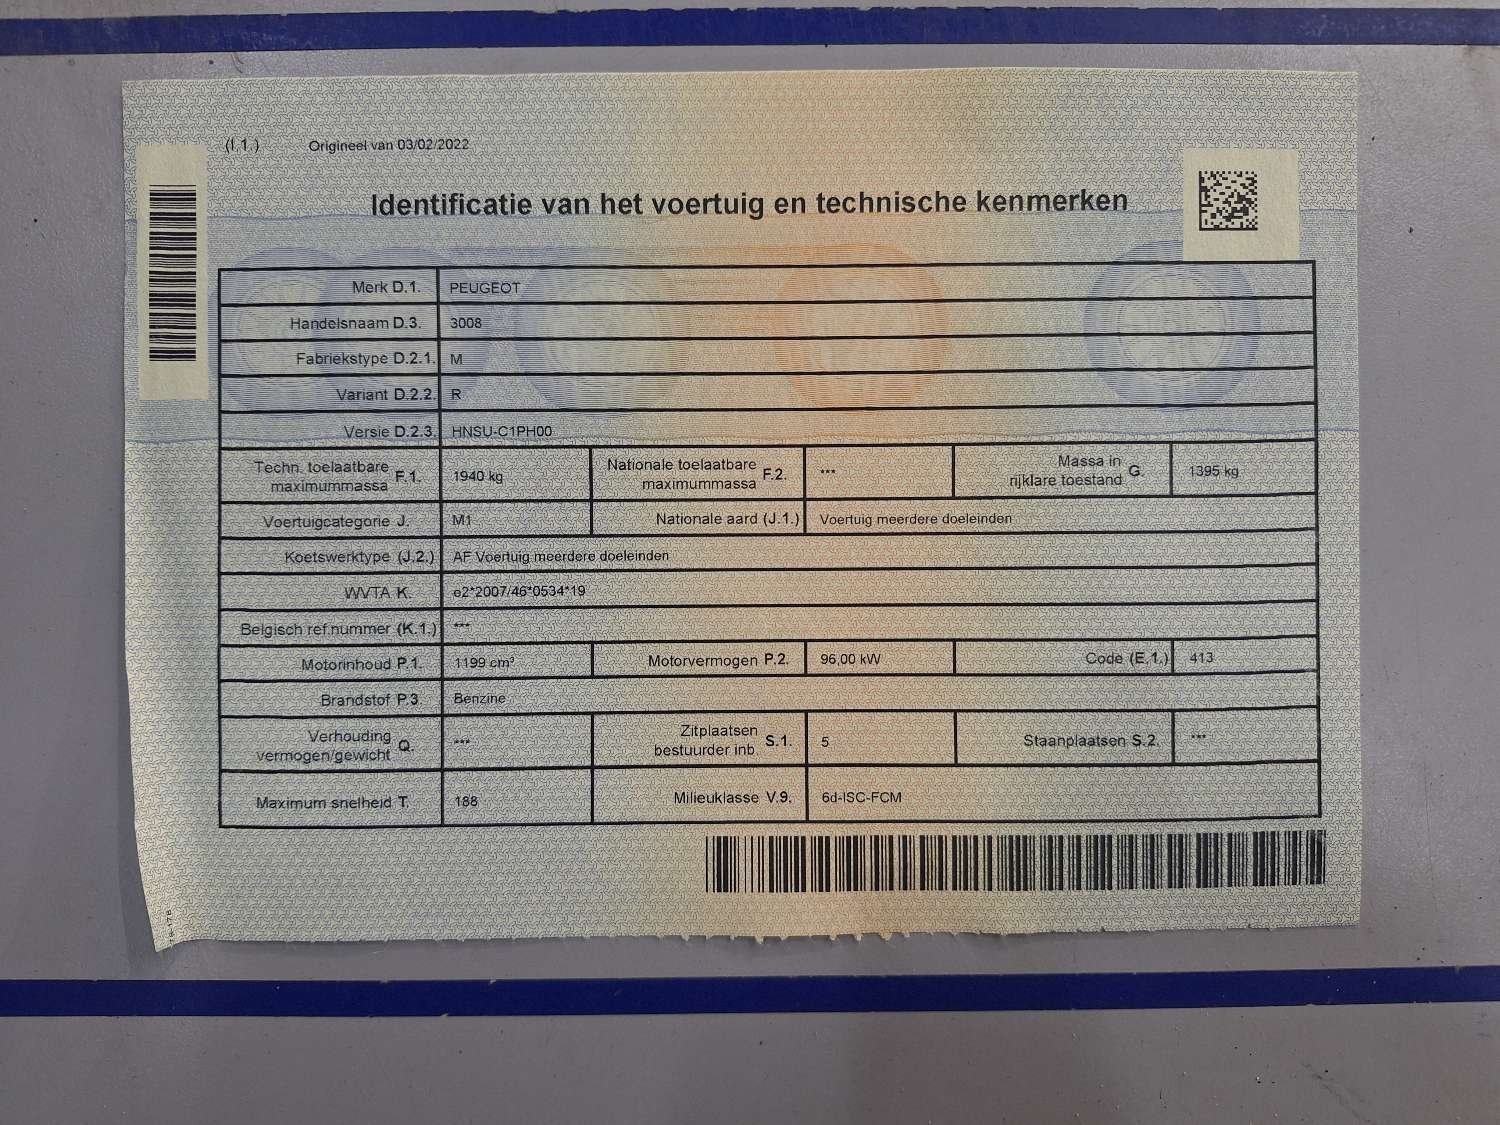 (I.1.) Origineel van 03/02/2022
Identificatie van het voertuig en technische kenmerken
Merk D.1. PEUGEOT
Handelsnaam D.3. 3008
Fabriekstype D.2.1. M
Variant D.2.2. R
Versie D.2.3. HNSU-C1PH00
Techn. toelaatbare maximummassa F.1. 1940 kg Nationale toelaatbare maximummassa F.2. *** Massa in rijklare toestand G. 1395 kg
Voertuigcategorie J. M1 Nationale aard (J.1.) Voertuig meerdere doeleinden
Koetswerktype (J.2.) AF Voertuig meerdere doeleinden
WVTA K. e2*2007/46*0534*19
Belgisch ref.nummer (K.1.) ***
Motorinhoud P.1. 1199 cm³ Motorvermogen P.2. 96,00 kW Code (E.1.) 413
Brandstof P.3. Benzine
Verhouding vermogen/gewicht Q. *** Zitplaatsen bestuurder inb. S.1. 5 Staanplaatsen S.2. ***
Maximum snelheid T. 188 Milieuklasse V.9. 6d-ISC-FCM